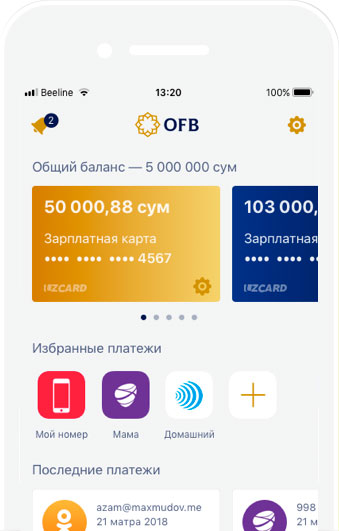 Beeline 13:20 100%
2 OFB
Общий баланс — 5 000 000 сум
50 000,88 сум 103 000,
Зарплатная карта Зарплатная
•••• •••• •••• 4567 •••• •••• ••••
UZCARD UZCARD
Избранные платежи
Мой номер Мама Домашний
Последние платежи
azam@maxmudov.me 998
21 матра 2018 21 м